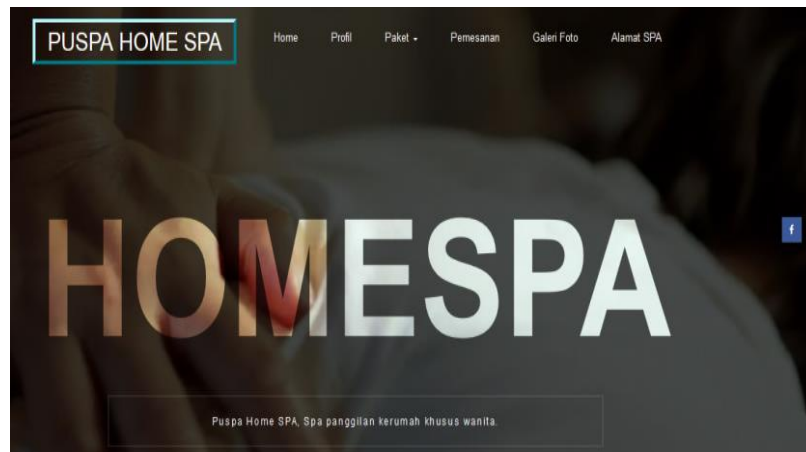 PUSPA HOME SPA
Home Profil Paket Pemesanan Galeri Foto Alamat SPA
HOMESPA
f
Puspa Home SPA, Spa panggilan kerumah khusus wanita.